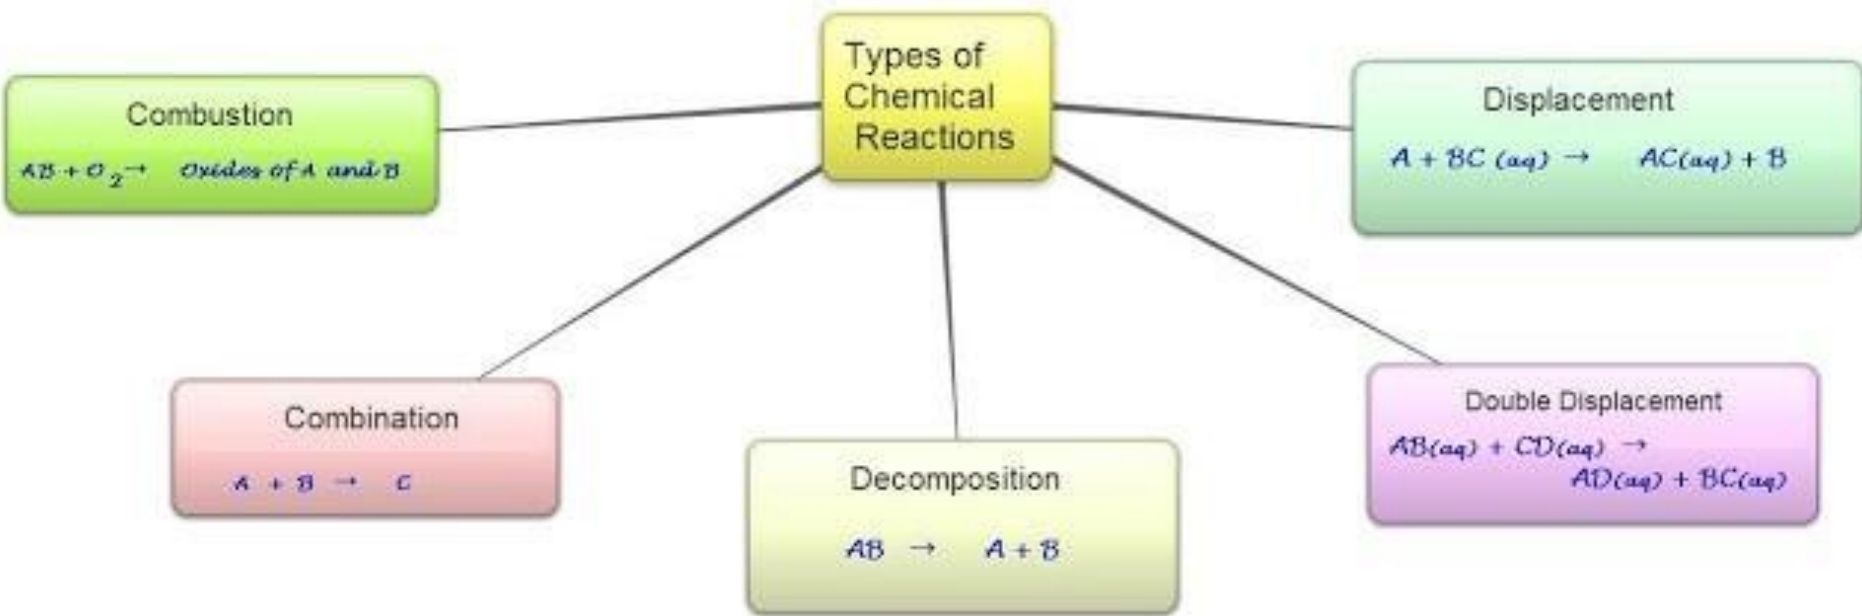 Types of
Chemical
Reactions
Combustion
AB + O₂ → Oxides of A and B
Displacement
A + BC (aq) → AC(aq) + B
Combination
A + B → C
Double Displacement
AB(aq) + CD(aq) →
AD(aq) + BC(aq)
Decomposition
AB → A + B